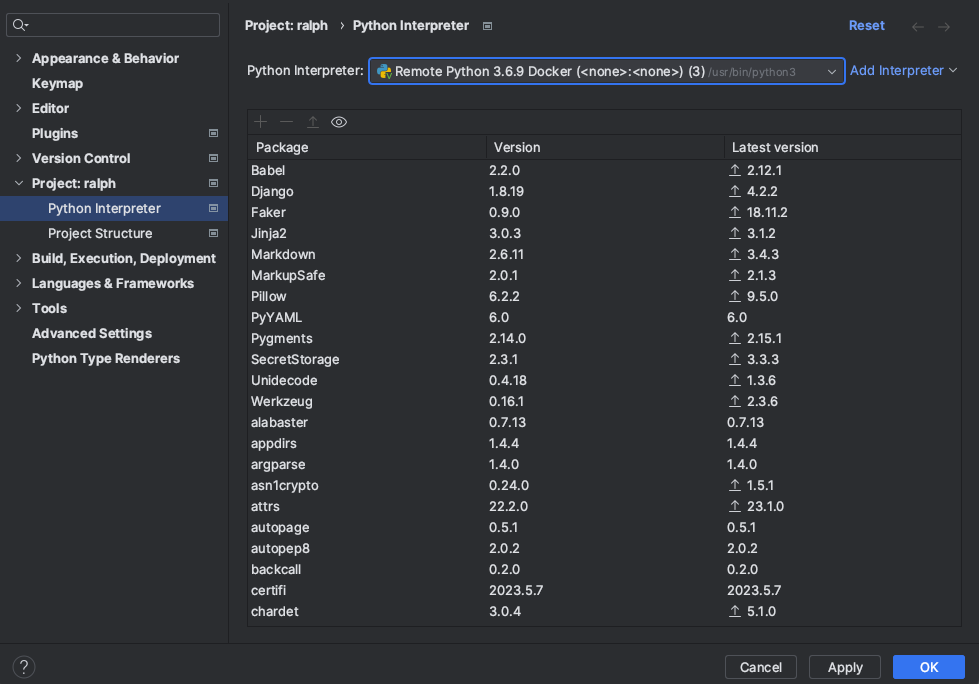 Project: ralph › Python Interpreter
Reset
Appearance & Behavior
Keymap
Editor
Plugins
Version Control
Project: ralph
Python Interpreter
Project Structure
Build, Execution, Deployment
Languages & Frameworks
Tools
Advanced Settings
Python Type Renderers
Python Interpreter: Remote Python 3.6.9 Docker (<none>:<none>) (3) /usr/bin/python3 Add Interpreter
Package Version Latest version
Babel 2.2.0 2.12.1
Django 1.8.19 4.2.2
Faker 0.9.0 18.11.2
Jinja2 3.0.3 3.1.2
Markdown 2.6.11 3.4.3
MarkupSafe 2.0.1 2.1.3
Pillow 6.2.2 9.5.0
PyYAML 6.0 6.0
Pygments 2.14.0 2.15.1
SecretStorage 2.3.1 3.3.3
Unidecode 0.4.18 1.3.6
Werkzeug 0.16.1 2.3.6
alabaster 0.7.13 0.7.13
appdirs 1.4.4 1.4.4
argparse 1.4.0 1.4.0
asn1crypto 0.24.0 1.5.1
attrs 22.2.0 23.1.0
autopage 0.5.1 0.5.1
autopep8 2.0.2 2.0.2
backcall 0.2.0 0.2.0
certifi 2023.5.7 2023.5.7
chardet 3.0.4 5.1.0
? Cancel Apply OK